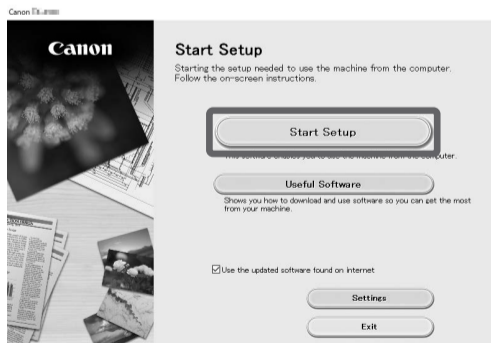 Canon
Canon
Start Setup
Starting the setup needed to use the machine from the computer.
Follow the on-screen instructions.
Start Setup
This software enables you to use the machine from the computer.
Useful Software
Shows you how to download and use software so you can get the most
from your machine.
Use the updated software found on internet
Settings
Exit